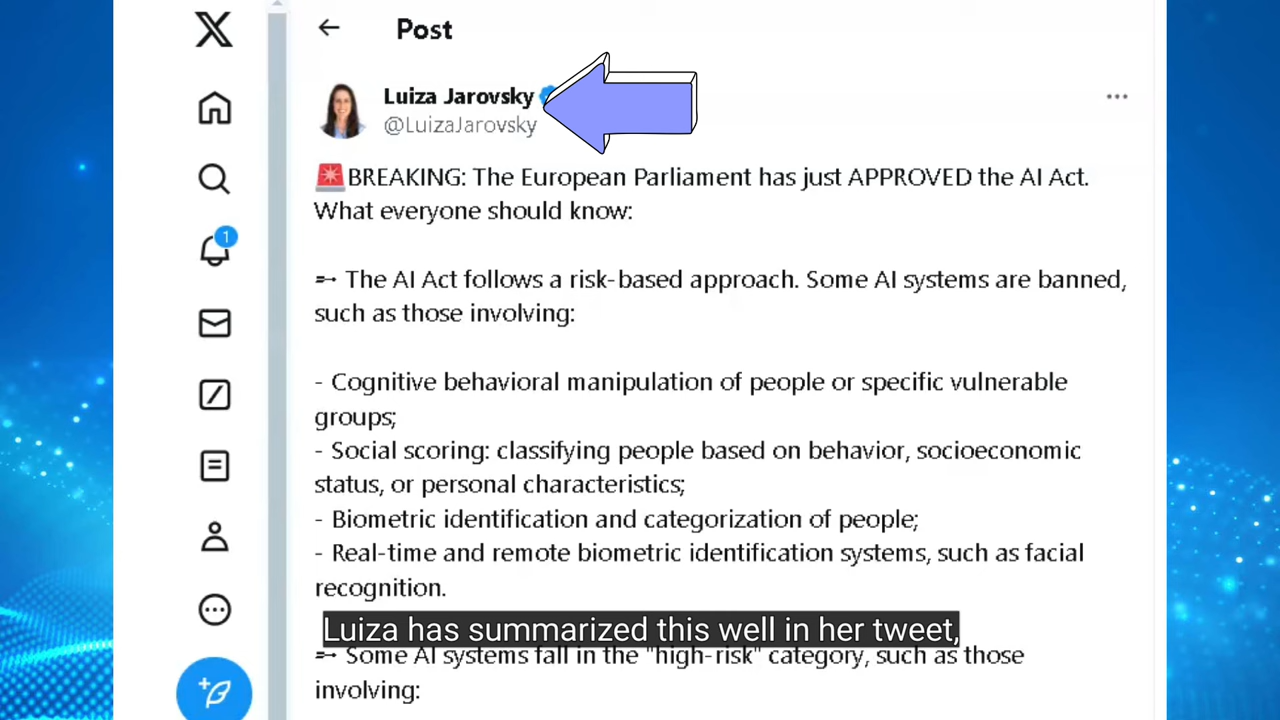 Post
Luiza Jarovsky
@LuizaJarovsky
🚨BREAKING: The European Parliament has just APPROVED the AI Act.
What everyone should know:
➵ The AI Act follows a risk-based approach. Some AI systems are banned,
such as those involving:
- Cognitive behavioral manipulation of people or specific vulnerable
groups;
- Social scoring: classifying people based on behavior, socioeconomic
status, or personal characteristics;
- Biometric identification and categorization of people;
- Real-time and remote biometric identification systems, such as facial
recognition.
Luiza has summarized this well in her tweet,
➵ Some AI systems fall in the "high-risk" category, such as those
involving:
1